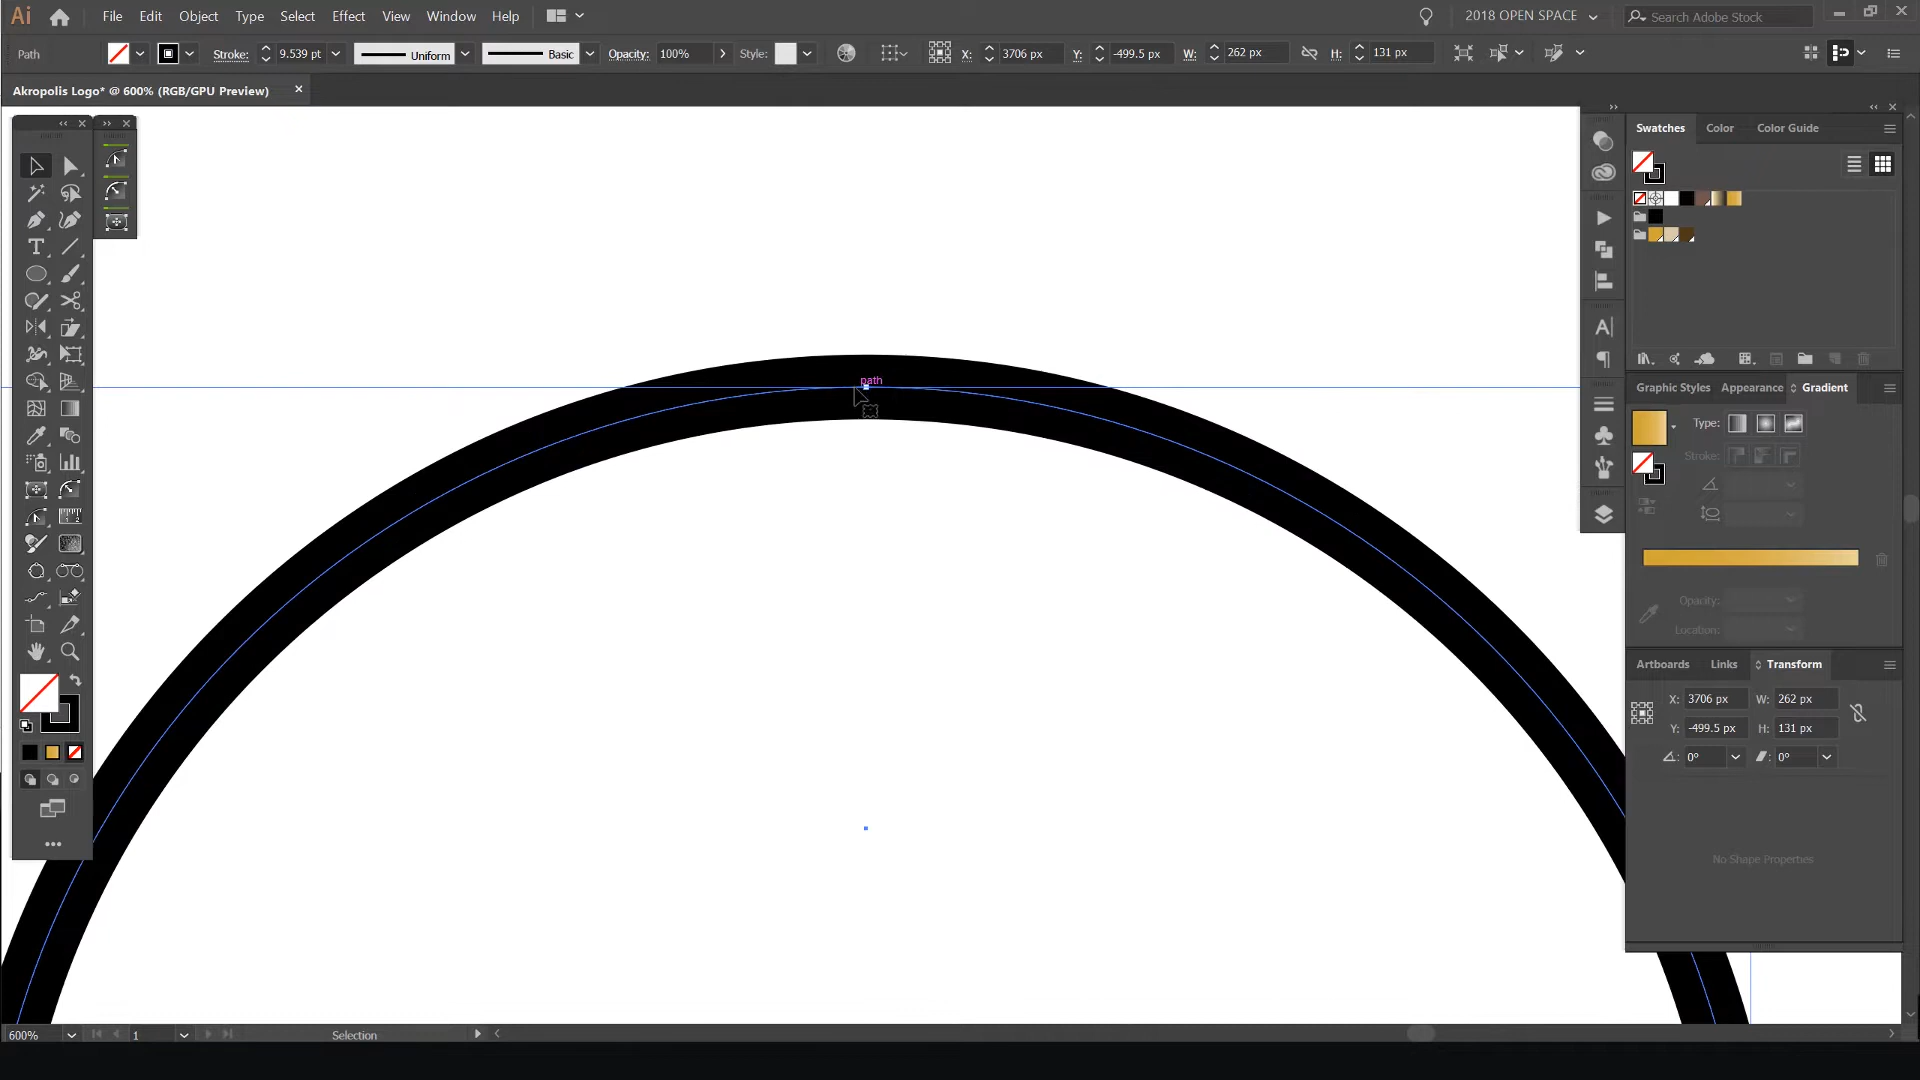 Ai File Edit Object Type Select Effect View Window Help 2018 OPEN SPACE Search Adobe Stock
Path Stroke: 9.539 pt Uniform Basic Opacity: 100% Style: X: 3706 px Y: -499.5 px W: 262 px H: 131 px
Akropolis Logo* @ 600% (RGB/GPU Preview)
Swatches Color Color Guide
path
Graphic Styles Appearance Gradient
Type:
Stroke:
Opacity:
Location:
Artboards Links Transform
X: 3706 px W: 262 px
Y: -499.5 px H: 131 px
0° 0°
No Shape Properties
600% 1 Selection